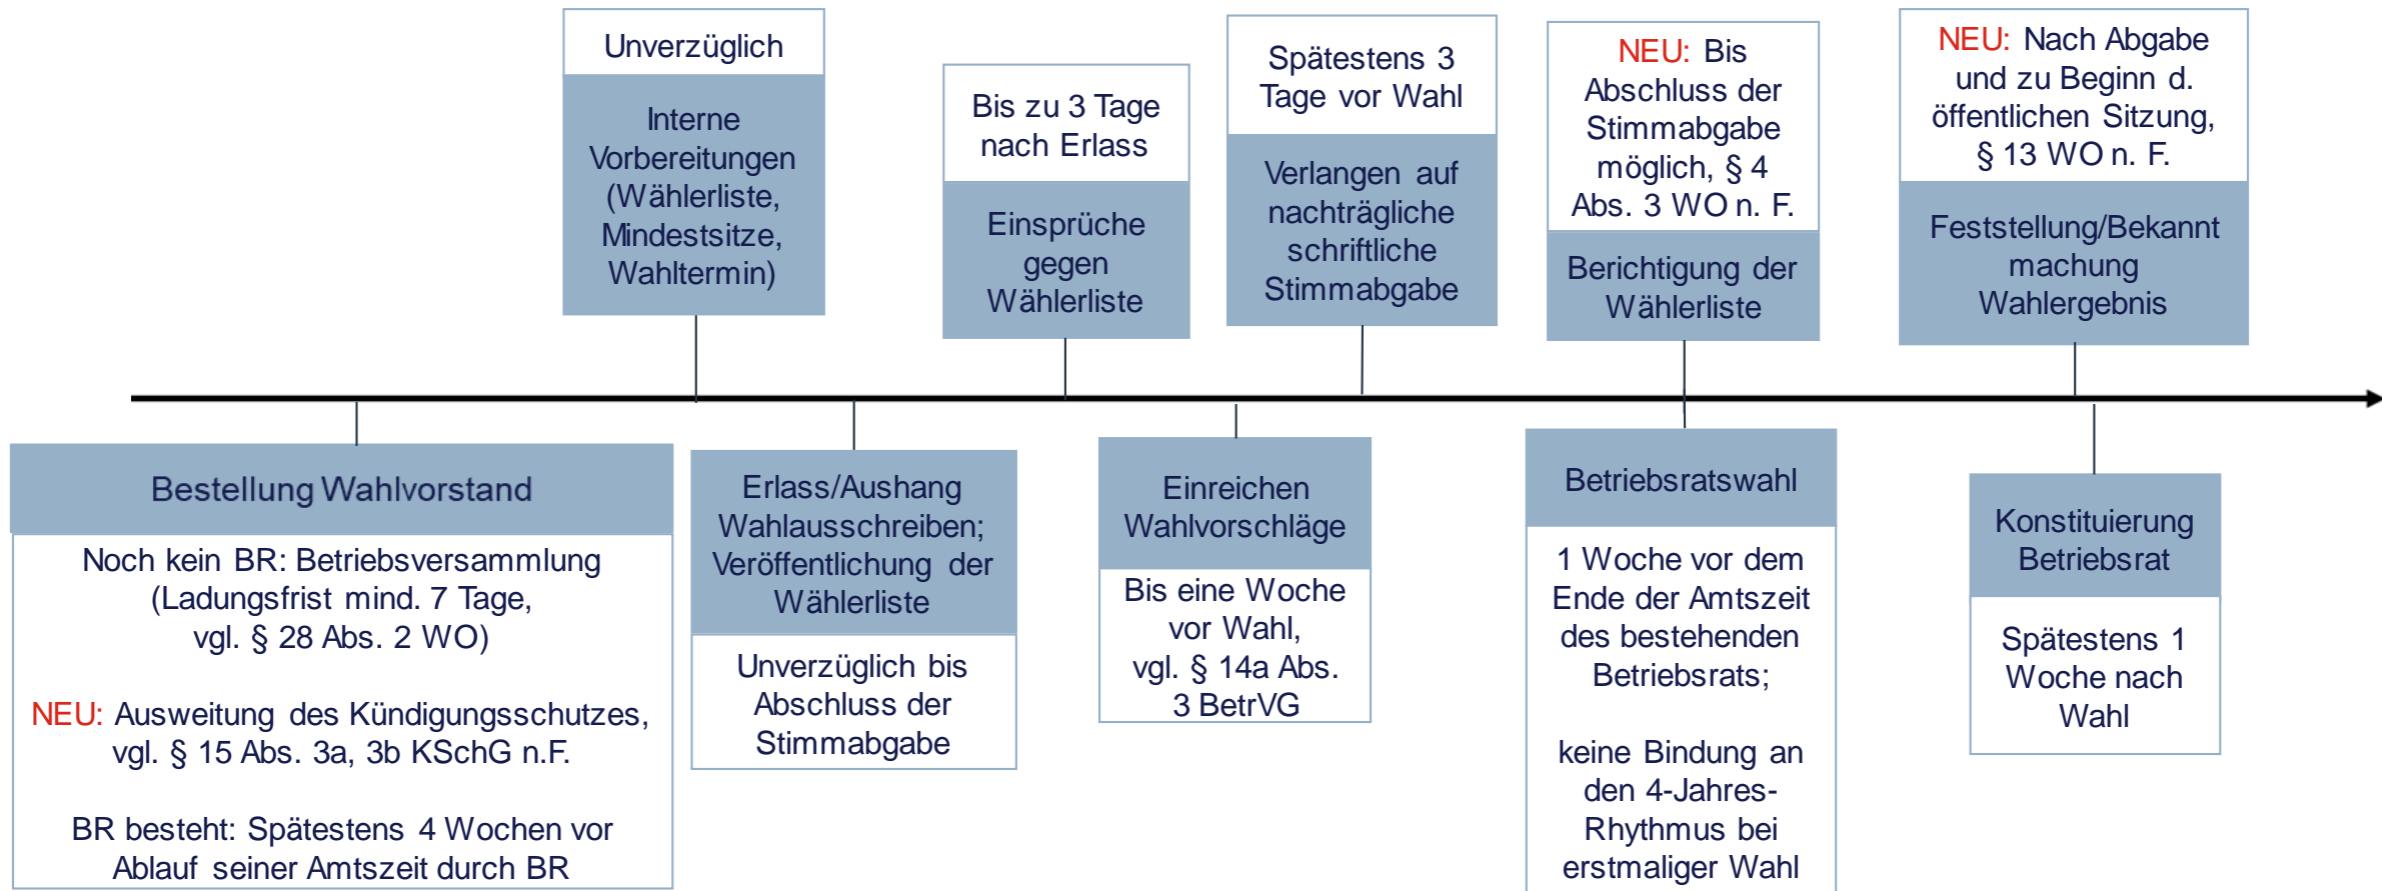 Unverzüglich
Interne
Vorbereitungen
(Wählerliste,
Mindestsitze,
Wahltermin)
Bis zu 3 Tage
nach Erlass
Einsprüche
gegen
Wählerliste
Spätestens 3
Tage vor Wahl
Verlangen auf
nachträgliche
schriftliche
Stimmabgabe
NEU: Bis
Abschluss der
Stimmabgabe
möglich, § 4
Abs. 3 WO n. F.
Berichtigung der
Wählerliste
NEU: Nach Abgabe
und zu Beginn d.
öffentlichen Sitzung,
§ 13 WO n. F.
Feststellung/Bekannt
machung
Wahlergebnis
Bestellung Wahlvorstand
Noch kein BR: Betriebsversammlung
(Ladungsfrist mind. 7 Tage,
vgl. § 28 Abs. 2 WO)
NEU: Ausweitung des Kündigungsschutzes,
vgl. § 15 Abs. 3a, 3b KSchG n.F.
BR besteht: Spätestens 4 Wochen vor
Ablauf seiner Amtszeit durch BR
Erlass/Aushang
Wahlausschreiben;
Veröffentlichung der
Wählerliste
Unverzüglich bis
Abschluss der
Stimmabgabe
Einreichen
Wahlvorschläge
Bis eine Woche
vor Wahl,
vgl. § 14a Abs.
3 BetrVG
Betriebsratswahl
1 Woche vor dem
Ende der Amtszeit
des bestehenden
Betriebsrats;
keine Bindung an
den 4-Jahres-
Rhythmus bei
erstmaliger Wahl
Konstituierung
Betriebsrat
Spätestens 1
Woche nach
Wahl